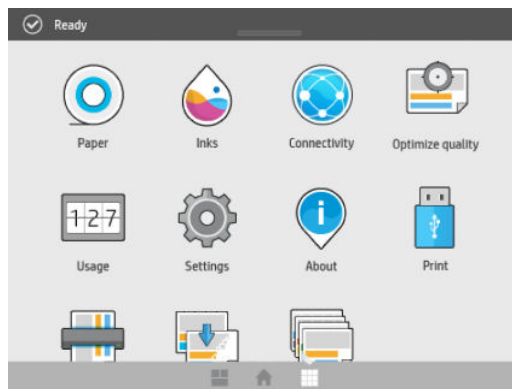 Ready
Paper
Inks
Connectivity
Optimize quality
127
Usage
Settings
About
Print